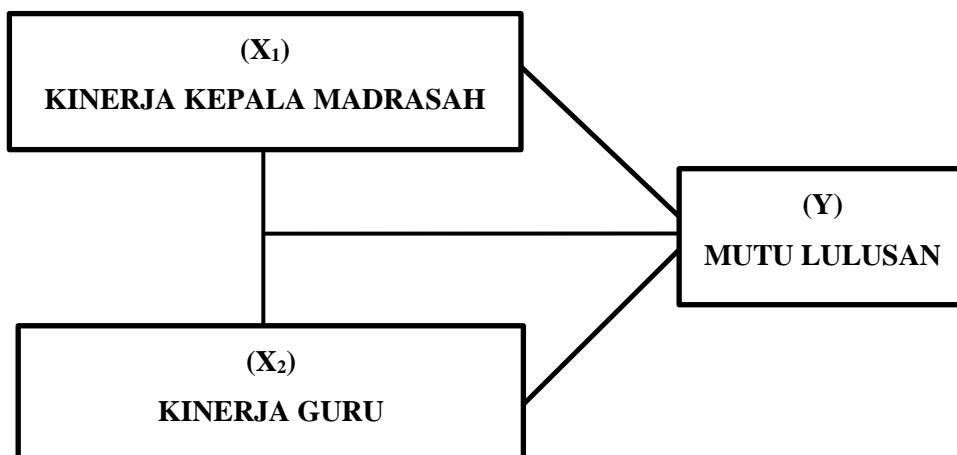 (X₁)
KINERJA KEPALA MADRASAH
(Y)
MUTU LULUSAN
(X₂)
KINERJA GURU